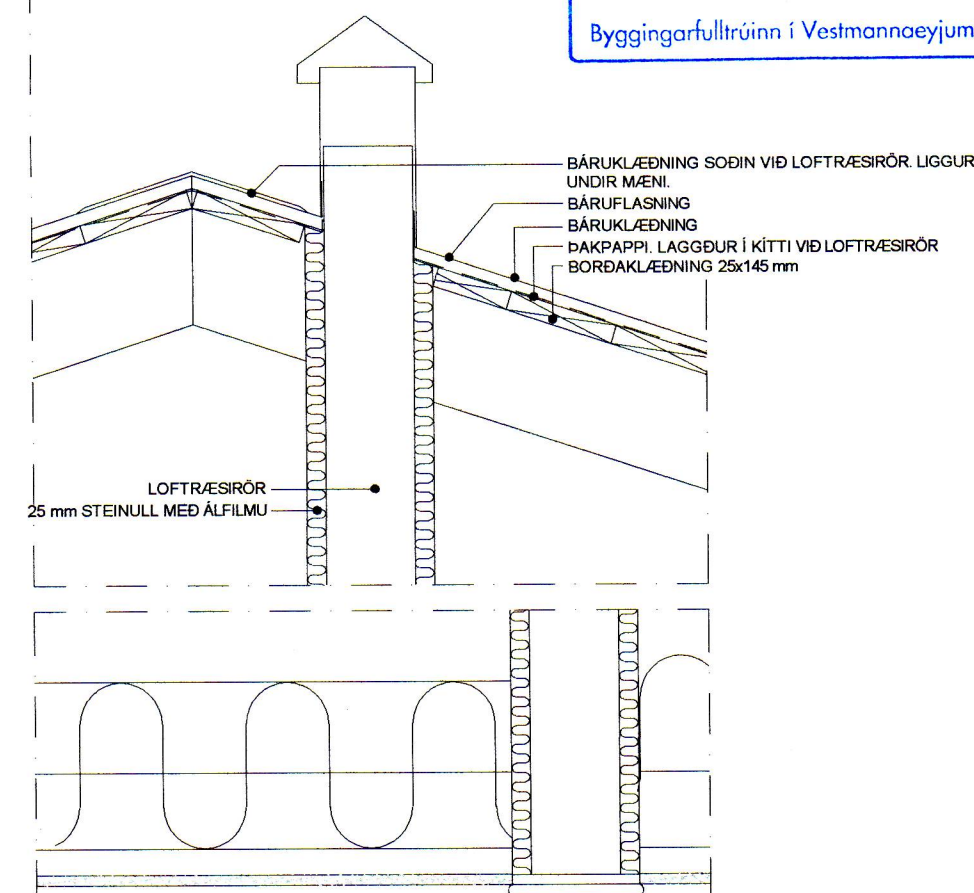 Byggingarfulltrúinn í Vestmannaeyjum
BÁRUKLÆÐNING SOÐIN VIÐ LOFTRÆSIRÖR. LIGGUR
UNDIR MÆNI.
BÁRUFLASNING
BÁRUKLÆÐNING
ÞAKPAPPI. LAGGÐUR Í KÍTTI VIÐ LOFTRÆSIRÖR
BORÐAKLÆÐNING 25x145 mm
LOFTRÆSIRÖR
25 mm STEINULL MEÐ ÁLFILMU